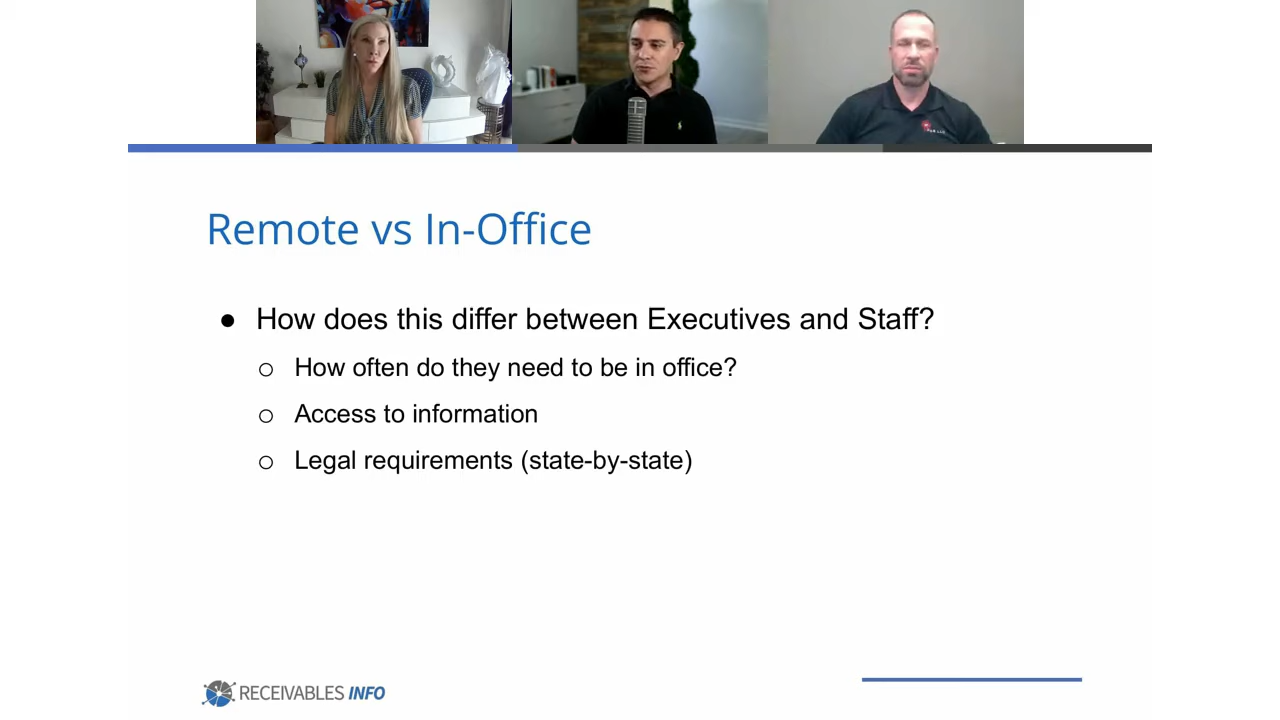 Remote vs In-Office
● How does this differ between Executives and Staff?
○ How often do they need to be in office?
○ Access to information
○ Legal requirements (state-by-state)
RECEIVABLES INFO